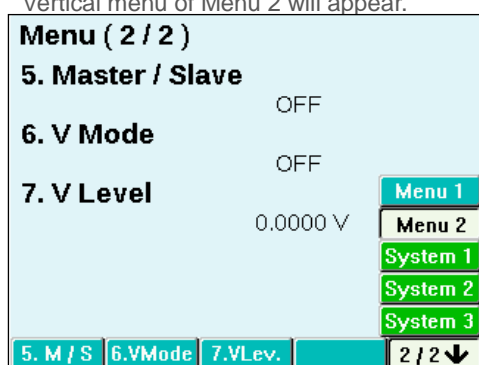 Vertical menu of Menu 2 will appear.
Menu ( 2 / 2 )
5. Master / Slave
OFF
6. V Mode
OFF
7. V Level
0.0000 V
Menu 1
Menu 2
System 1
System 2
System 3
5. M / S 6.VMode 7.VLev. 2 / 2